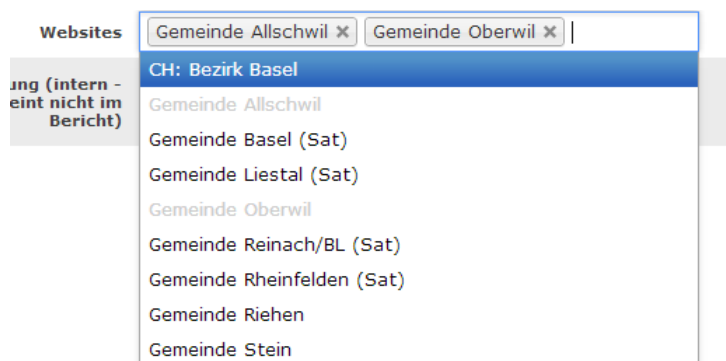 Websites
Gemeinde Allschwil × Gemeinde Oberwil ×
CH: Bezirk Basel
ung (intern -
eint nicht im
Bericht)
Gemeinde Allschwil
Gemeinde Basel (Sat)
Gemeinde Liestal (Sat)
Gemeinde Oberwil
Gemeinde Reinach/BL (Sat)
Gemeinde Rheinfelden (Sat)
Gemeinde Riehen
Gemeinde Stein